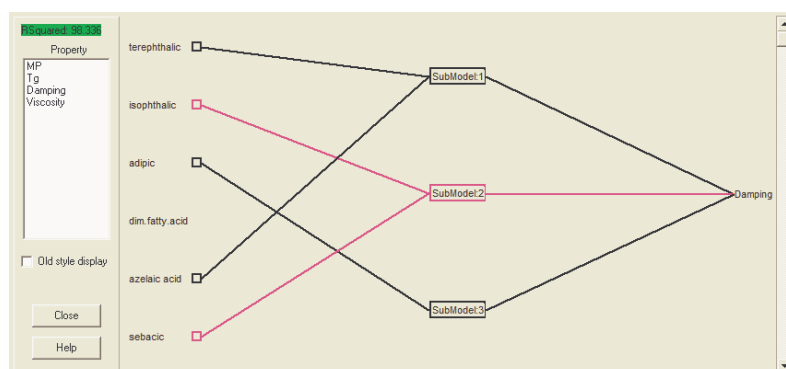 RSquared: 98.336
Property
MP
Tg
Damping
Viscosity
Old style display
Close
Help
terephthalic
isophthalic
adipic
dim.fatty.acid
azelaic acid
sebacic
SubModel:1
SubModel:2
SubModel:3
Damping